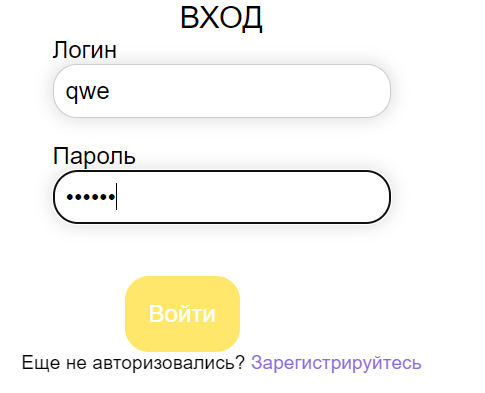 ВХОД
Логин
qwe
Пароль
••••••
Войти
Еще не авторизовались? Зарегистрируйтесь